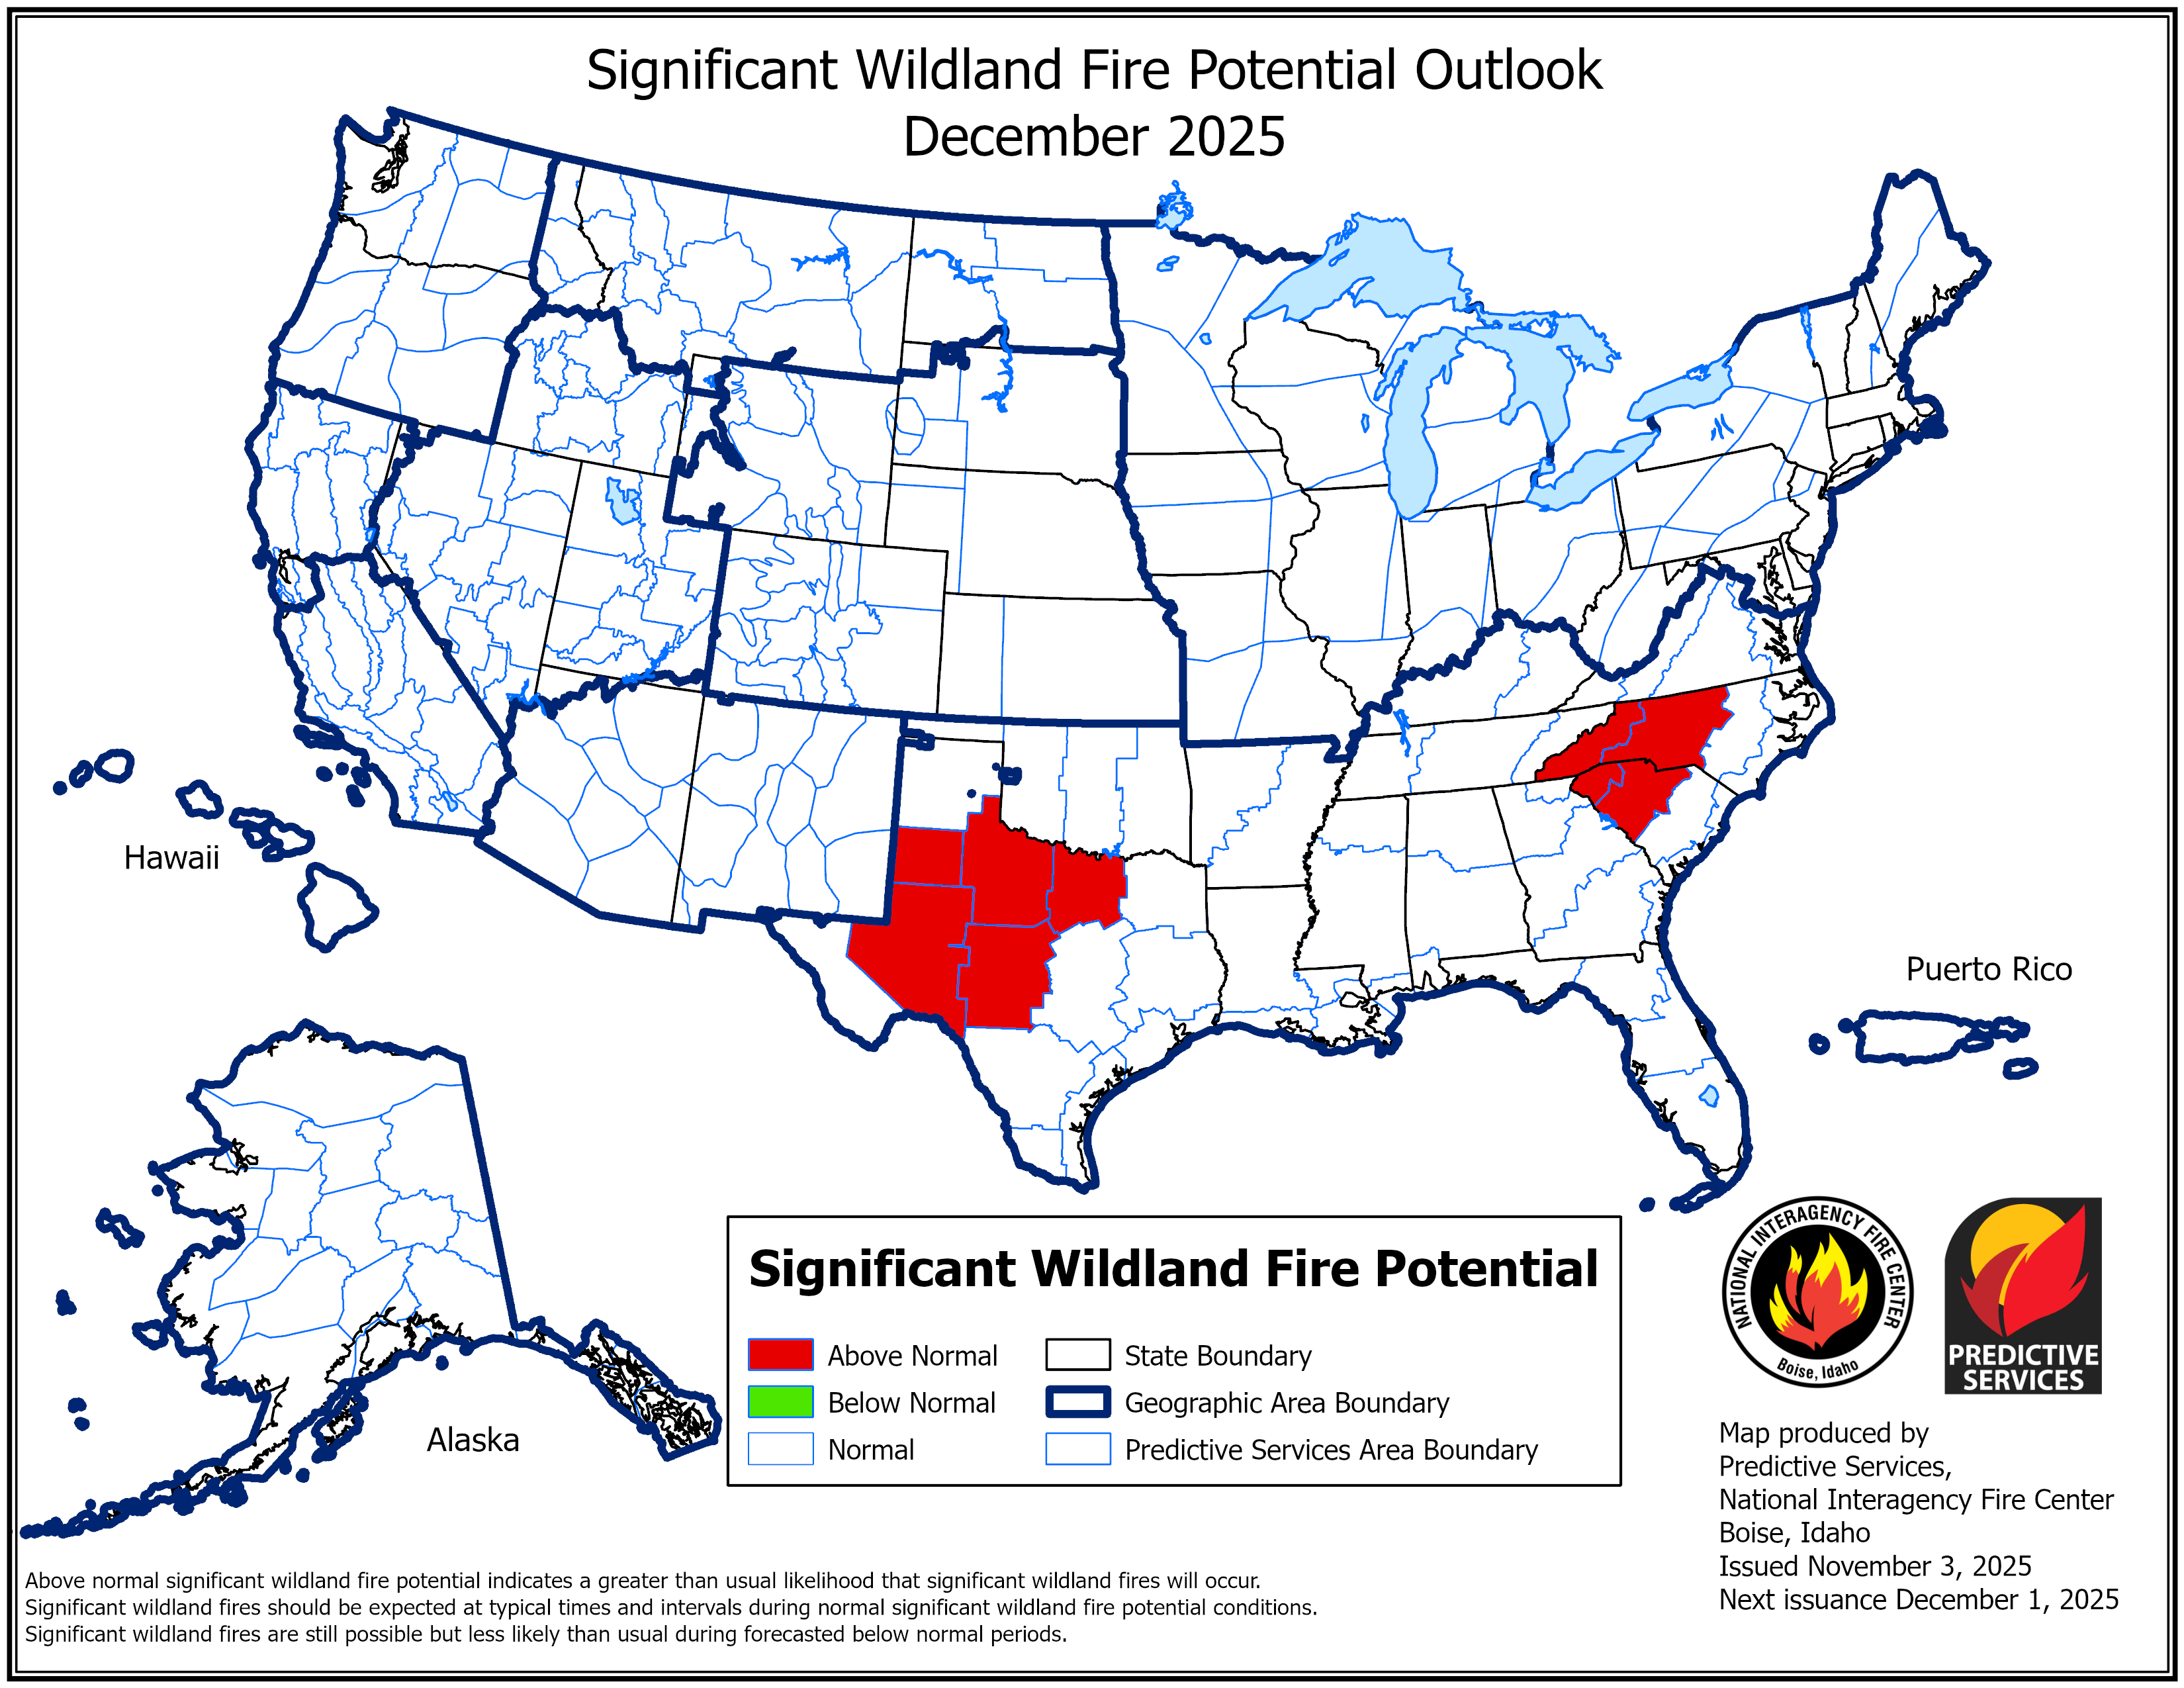 Significant Wildland Fire Potential Outlook
December 2025
Hawaii
Puerto Rico
Alaska
Significant Wildland Fire Potential
Above Normal
State Boundary
Below Normal
Geographic Area Boundary
Normal
Predictive Services Area Boundary
NATIONAL INTERAGENCY FIRE CENTER
Boise, Idaho
PREDICTIVE
SERVICES
Map produced by
Predictive Services,
National Interagency Fire Center
Boise, Idaho
Issued November 3, 2025
Next issuance December 1, 2025
Above normal significant wildland fire potential indicates a greater than usual likelihood that significant wildland fires will occur.
Significant wildland fires should be expected at typical times and intervals during normal significant wildland fire potential conditions.
Significant wildland fires are still possible but less likely than usual during forecasted below normal periods.